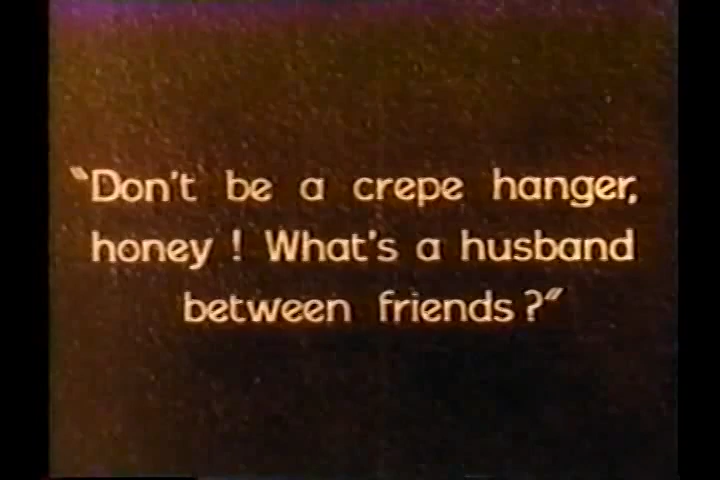 "Don't be a crepe hanger,
honey! What's a husband
between friends?"